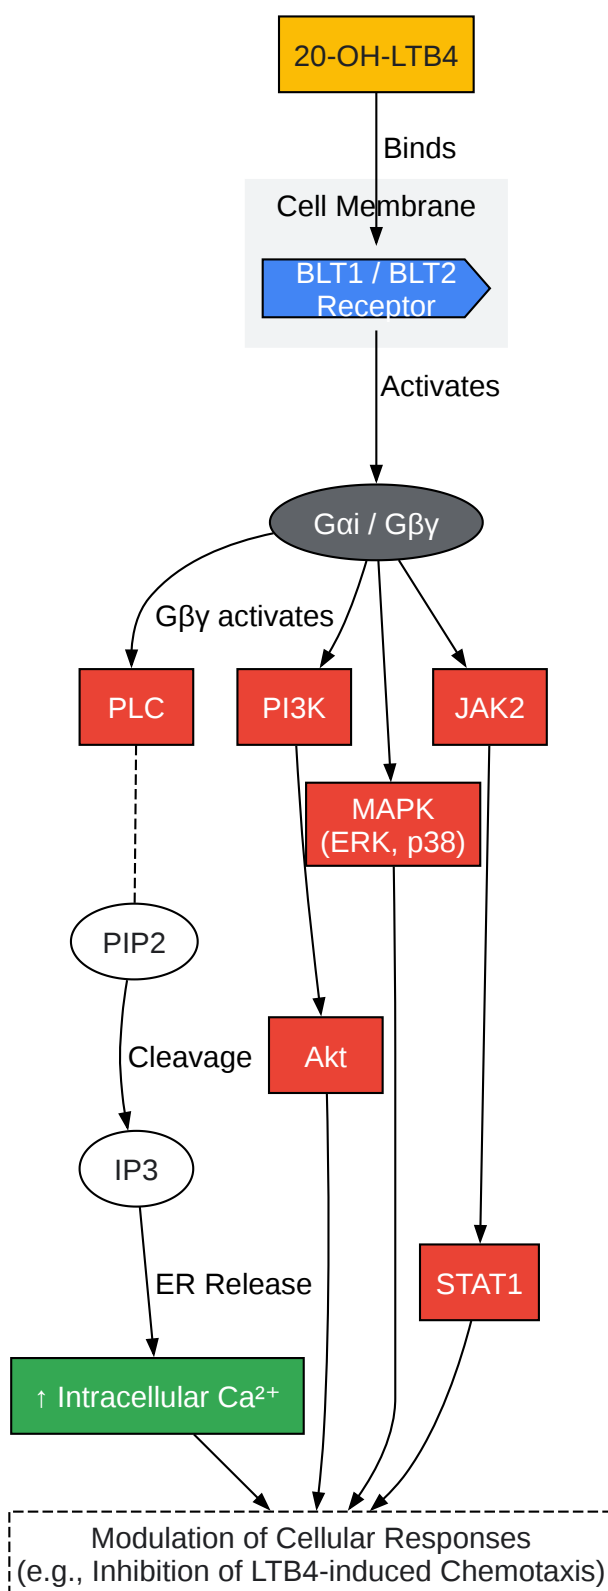 20-OH-LTB4
Binds
Cell Membrane
BLT1 / BLT2
Receptor
Activates
Gαi / Gβγ
Gβγ activates
PLC
PI3K
JAK2
MAPK
(ERK, p38)
PIP2
Cleavage
Akt
IP3
ER Release
STAT1
↑ Intracellular Ca²⁺
Modulation of Cellular Responses
(e.g., Inhibition of LTB4-induced Chemotaxis)